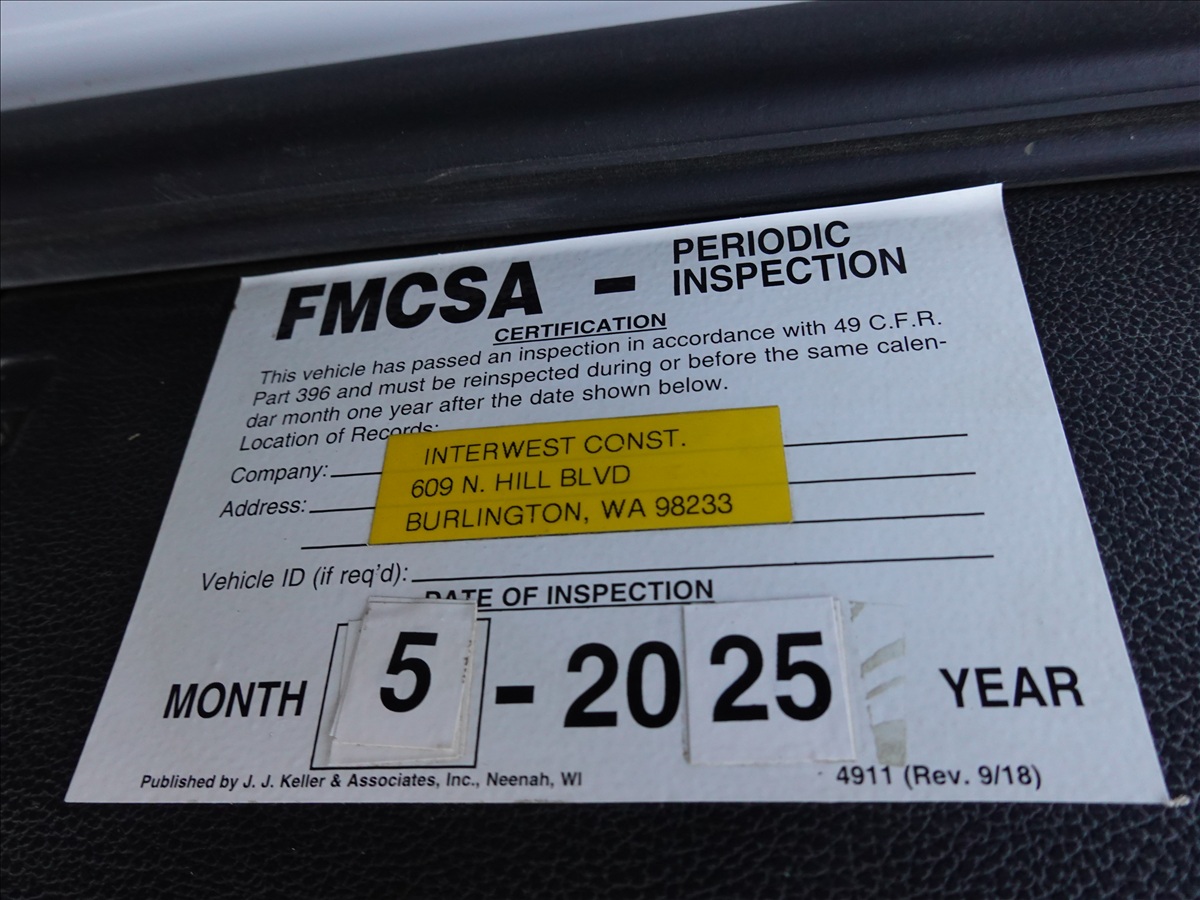 FMCSA - PERIODIC
INSPECTION
CERTIFICATION
This vehicle has passed an inspection in accordance with 49 C.F.R.
Part 396 and must be reinspected during or before the same calen-
dar month one year after the date shown below.
Location of Records:
Company: INTERWEST CONST.
Address: 609 N. HILL BLVD
BURLINGTON, WA 98233
Vehicle ID (if req'd):
DATE OF INSPECTION
MONTH 5 - 2025 YEAR
Published by J. J. Keller & Associates, Inc., Neenah, WI 4911 (Rev. 9/18)